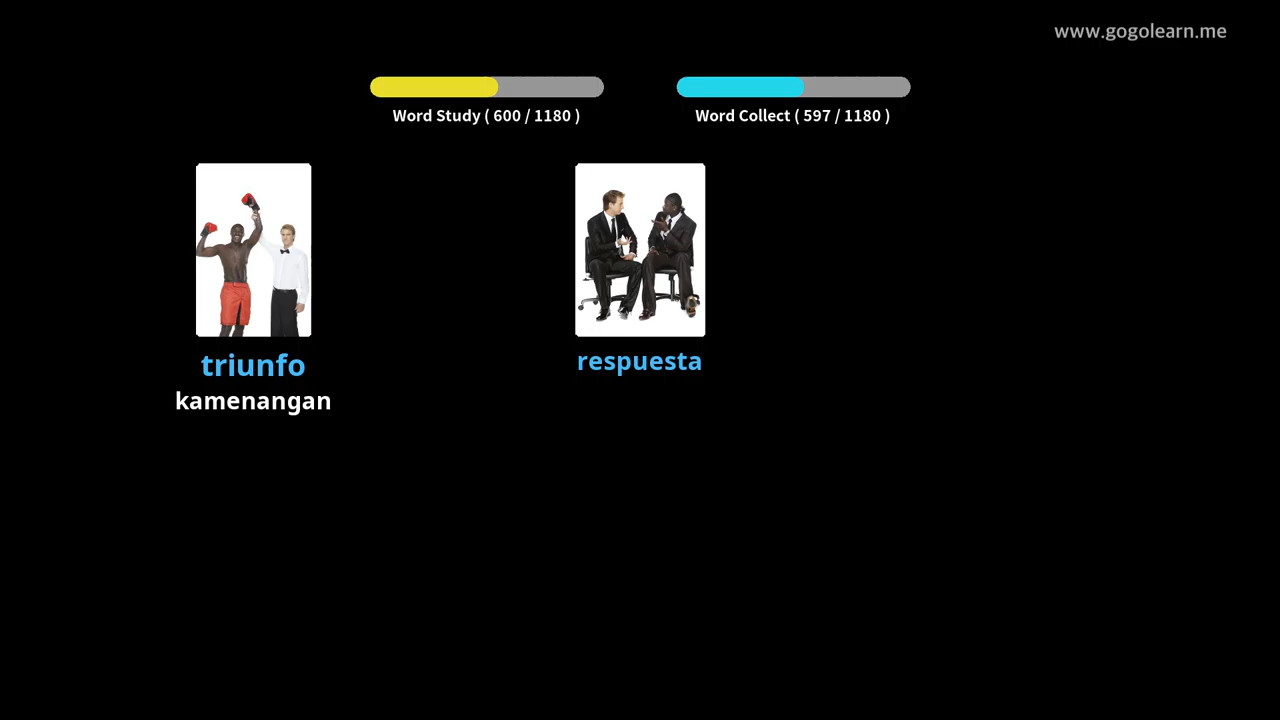 www.gogolearn.me
Word Study ( 600 / 1180 )
Word Collect ( 597 / 1180 )
triunfo
kamenangan
respuesta